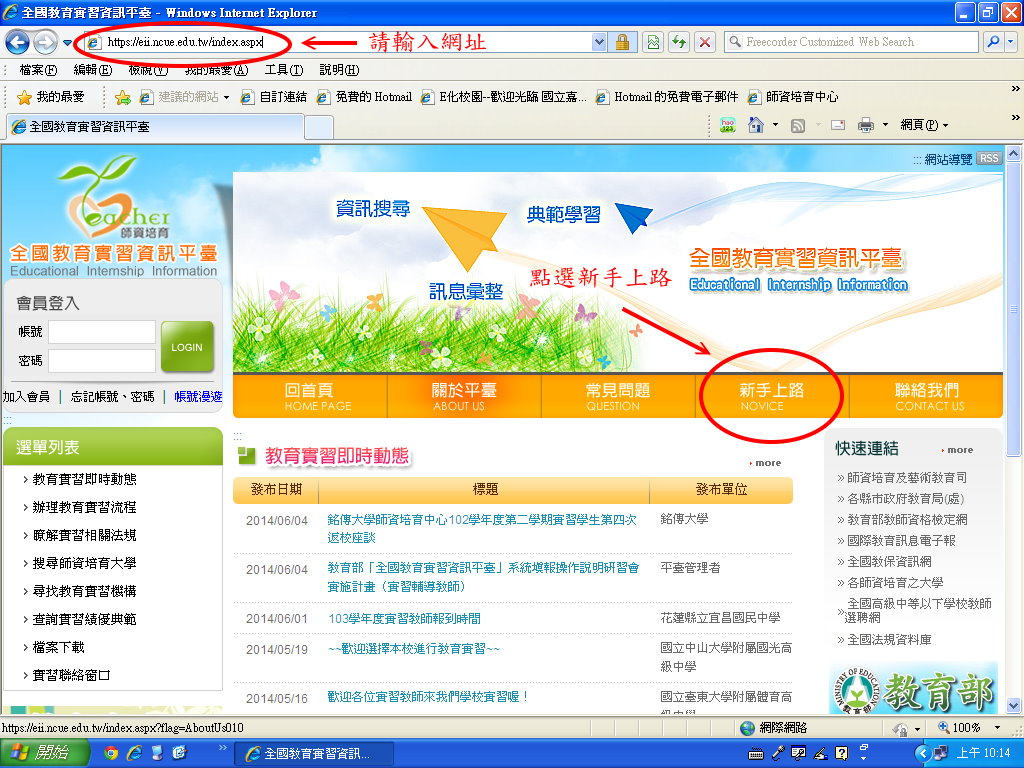 全國教育實習資訊平臺 - Windows Internet Explorer
https://eii.ncue.edu.tw/index.aspx
請輸入網址
Freecorder Customized Web Search
檔案(F) 編輯(E) 檢視(V) 我的最愛(A) 工具(T) 說明(H)
我的最愛 建議的網站 自訂連結 免費的 Hotmail E化校園--歡迎光臨 國立嘉... Hotmail 的免費電子郵件 師資培育中心
全國教育實習資訊平臺
網頁(P)
::: 網站導覽 RSS
Teacher
師資培育
全國教育實習資訊平臺
Educational Internship Information
資訊搜尋
典範學習
訊息彙整
點選新手上路
全國教育實習資訊平臺
Educational Internship Information
會員登入
帳號
密碼
LOGIN
加入會員 | 忘記帳號、密碼 | 帳號漫遊
回首頁 關於平臺 常見問題 新手上路 聯絡我們
HOME PAGE ABOUT US QUESTION NOVICE CONTACT US
:::
選單列表
教育實習即時動態
辦理教育實習流程
瞭解實習相關法規
搜尋師資培育大學
尋找教育實習機構
查詢實習績優典範
檔案下載
實習聯絡窗口
:::
教育實習即時動態
more
發布日期 標題 發布單位
2014/06/04 銘傳大學師資培育中心102學年度第二學期實習學生第四次 銘傳大學
返校座談
2014/06/04 教育部「全國教育實習資訊平臺」系統填報操作說明研習會 平臺管理者
實施計畫（實習輔導教師）
2014/06/01 103學年度實習教師報到時間 花蓮縣立宜昌國民中學
2014/05/19 ~~歡迎選擇本校進行教育實習~~ 國立中山大學附屬國光高
級中學
2014/05/16 歡迎各位實習教師來我們學校實習喔！ 國立臺東大學附屬體育高
級中學
快速連結
more
師資培育及藝術教育司
各縣市政府教育局(處)
教育部教師資格檢定網
國際教育訊息電子報
全國教保資訊網
各師資培育之大學
全國高級中等以下學校教師
選聘網
全國法規資料庫
MINISTRY OF EDUCATION
教育部
https://eii.ncue.edu.tw/index.aspx?flag=AboutUs010
網際網路
100%
開始
全國教育實習資訊...
上午 10:14